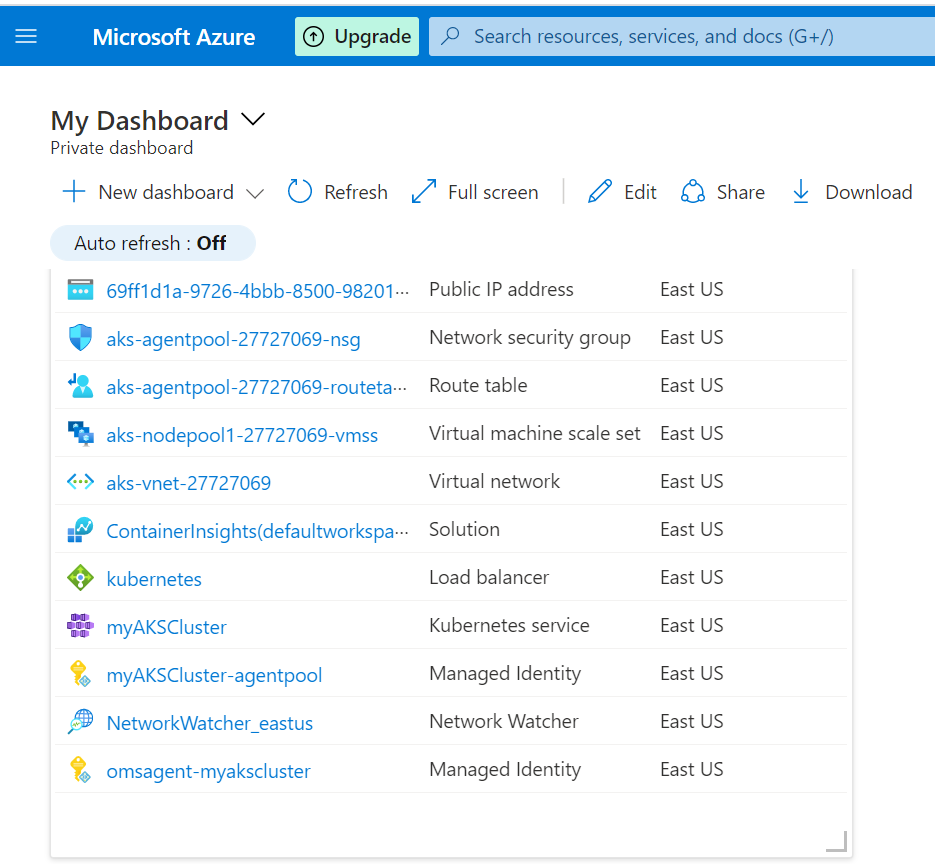 Microsoft Azure Upgrade Search resources, services, and docs (G+/)
My Dashboard
Private dashboard
New dashboard Refresh Full screen Edit Share Download
Auto refresh : Off
69ff1d1a-9726-4bbb-8500-98201... Public IP address East US
aks-agentpool-27727069-nsg Network security group East US
aks-agentpool-27727069-routeta... Route table East US
aks-nodepool1-27727069-vmss Virtual machine scale set East US
aks-vnet-27727069 Virtual network East US
ContainerInsights(defaultworkspa... Solution East US
kubernetes Load balancer East US
myAKSCluster Kubernetes service East US
myAKSCluster-agentpool Managed Identity East US
NetworkWatcher_eastus Network Watcher East US
omsagent-myakscluster Managed Identity East US